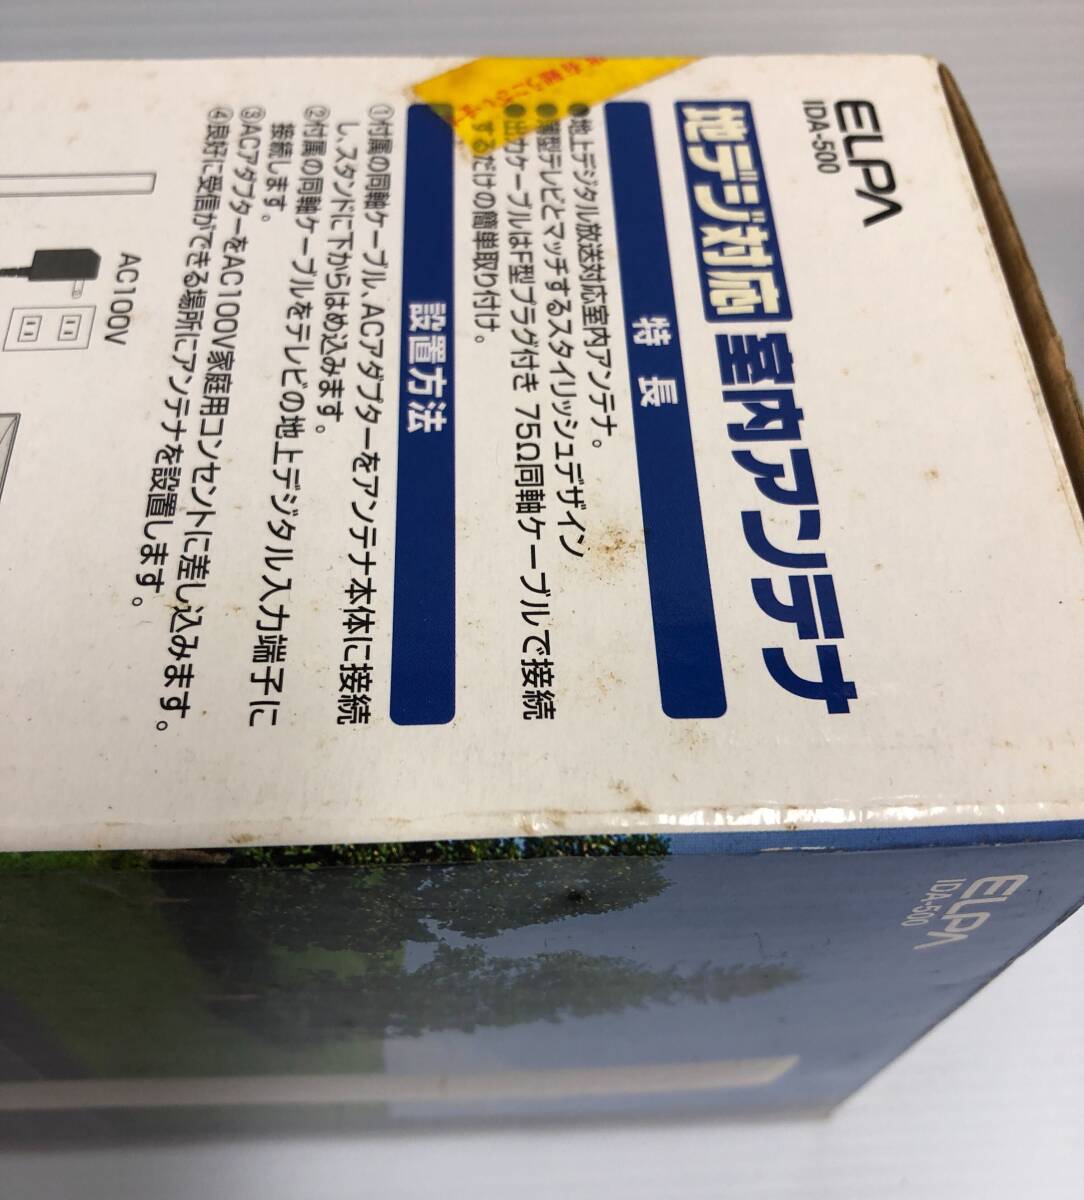 ELPA
IDA-500
地デジ対応 室内アンテナ
特 長
●地上デジタル放送対応室内アンテナ。
●薄型テレビとマッチするスタイリッシュデザイン
●出力ケーブルはF型プラグ付き 75Ω同軸ケーブルで接続
するだけの簡単取り付け。
設置方法
①付属の同軸ケーブル、ACアダプターをアンテナ本体に接続
し、スタンドに下からはめ込みます。
②付属の同軸ケーブルをテレビの地上デジタル入力端子に
接続します。
③ACアダプターをAC100V家庭用コンセントに差し込みます。
④良好に受信ができる場所にアンテナを設置します。
AC100V
ELPA
IDA-500